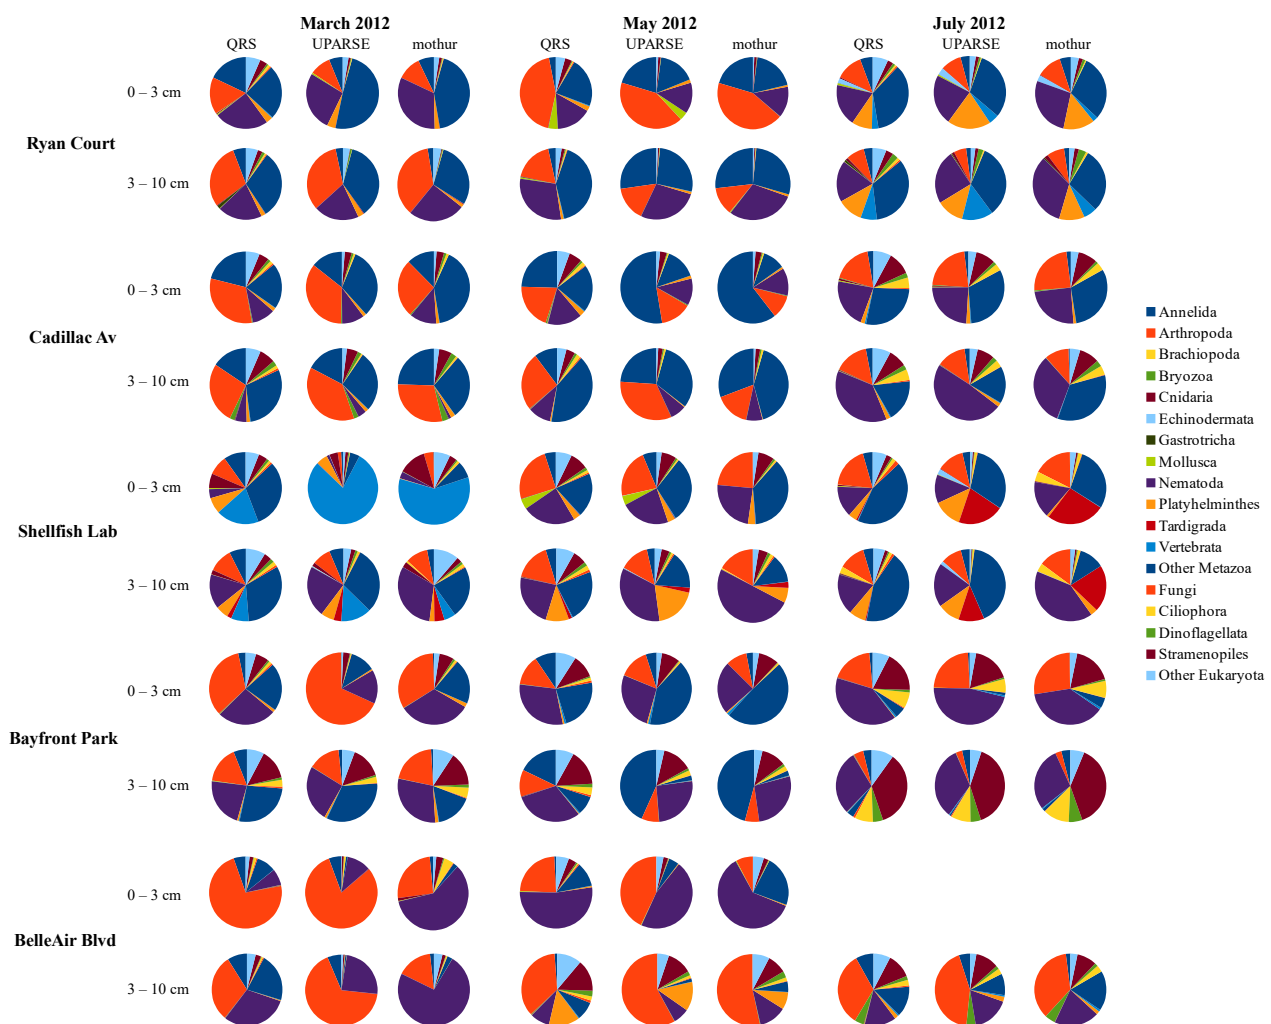 March 2012
May 2012
July 2012
QRS
UPARSE
mothur
QRS
UPARSE
mothur
QRS
UPARSE
mothur
0 – 3 cm
Ryan Court
3 – 10 cm
0 – 3 cm
Cadillac Av
3 – 10 cm
0 – 3 cm
Shellfish Lab
3 – 10 cm
0 – 3 cm
Bayfront Park
3 – 10 cm
0 – 3 cm
BelleAir Blvd
3 – 10 cm
Annelida
Arthropoda
Brachiopoda
Bryozoa
Cnidaria
Echinodermata
Gastrotricha
Mollusca
Nematoda
Platyhelminthes
Tardigrada
Vertebrata
Other Metazoa
Fungi
Ciliophora
Dinoflagellata
Stramenopiles
Other Eukaryota